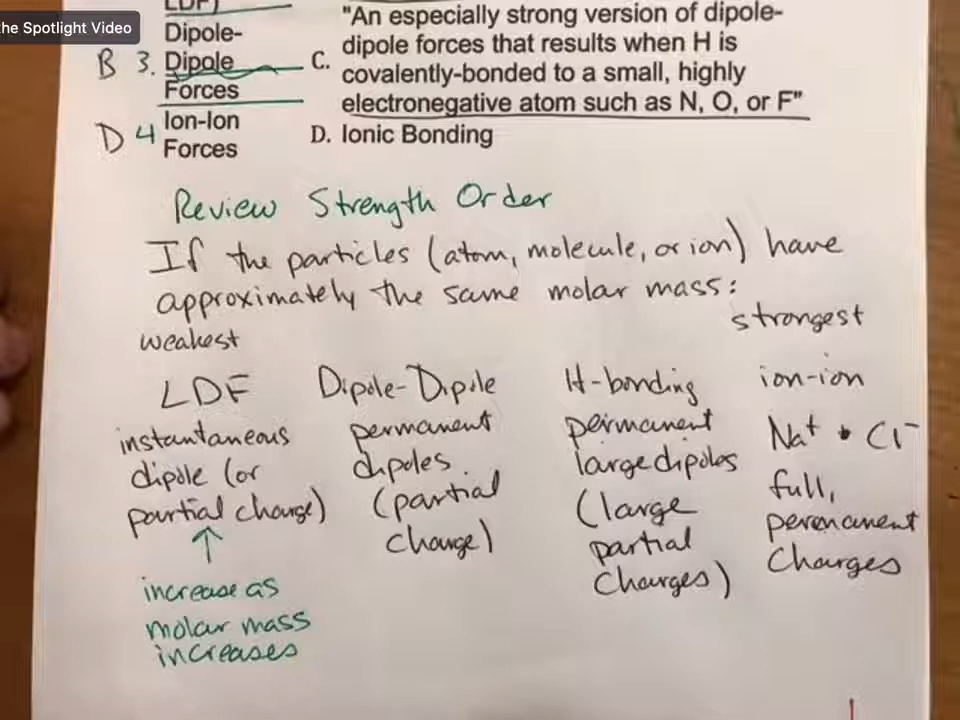 LDF)
he Spotlight Video
"An especially strong version of dipole-
Dipole-
dipole forces that results when H is
B 3. Dipole C.
covalently-bonded to a small, highly
Forces
electronegative atom such as N, O, or F"
D 4 Ion-Ion D. Ionic Bonding
Forces
Review Strength Order
If the particles (atom, molecule, or ion) have
approximately the same molar mass:
weakest strongest
LDF Dipole-Dipole H-bonding ion-ion
instantaneous permanent permanent Na+ Cl-
dipole (or dipoles. large dipoles full,
partial charge) (partial (large permanent
↑ charge) partial charges
increase as charges)
molar mass
increases